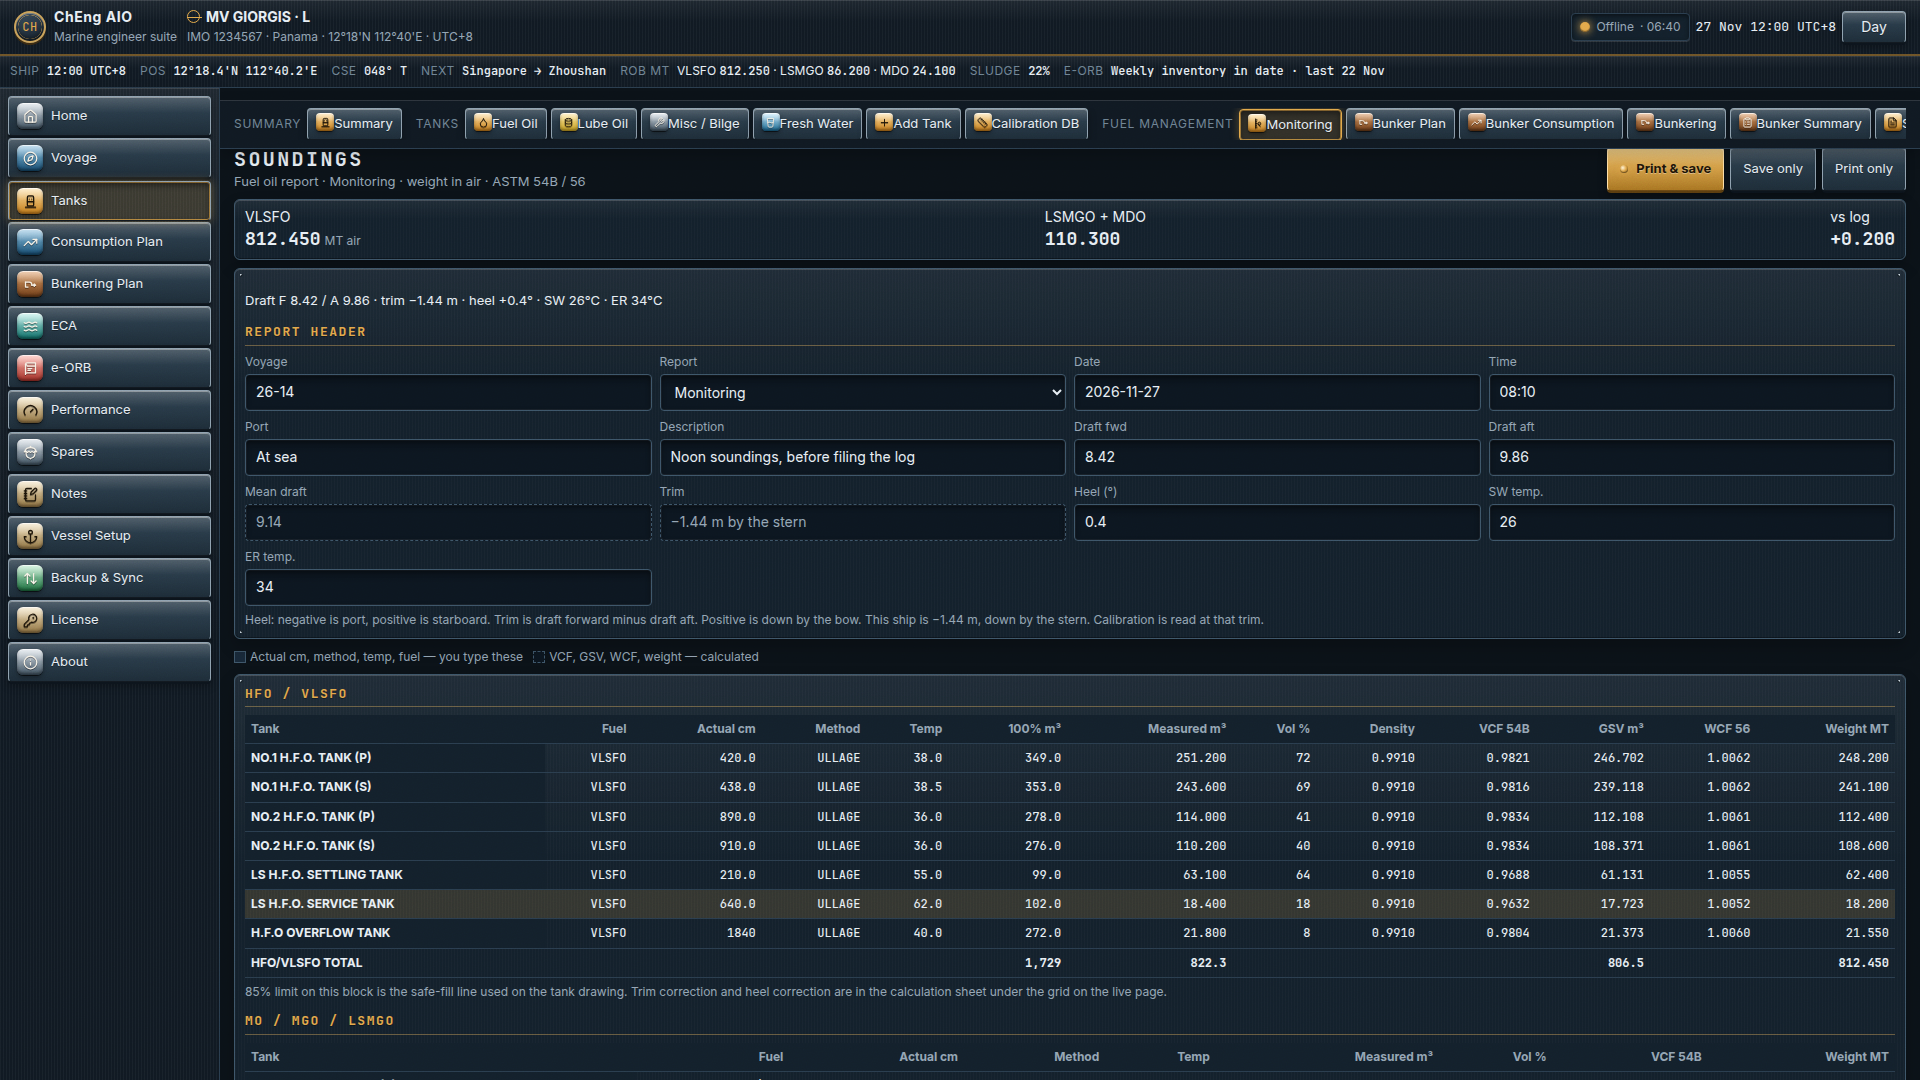 CH
ChEng AIO
Marine engineer suite
MV GIORGIS · L
IMO 1234567 · Panama · 12°18'N 112°40'E · UTC+8
Offline · 06:40
27 Nov 12:00 UTC+8
Day
SHIP 12:00 UTC+8 POS 12°18.4'N 112°40.2'E CSE 048° T NEXT Singapore → Zhoushan ROB MT VLSFO 812.250 · LSMGO 86.200 · MDO 24.100 SLUDGE 22% E-ORB Weekly inventory in date · last 22 Nov
Home
Voyage
Tanks
Consumption Plan
Bunkering Plan
ECA
e-ORB
Performance
Spares
Notes
Vessel Setup
Backup & Sync
License
About
SUMMARY Summary TANKS Fuel Oil Lube Oil Misc / Bilge Fresh Water Add Tank Calibration DB FUEL MANAGEMENT Monitoring Bunker Plan Bunker Consumption Bunkering Bunker Summary
SOUNDINGS
Fuel oil report · Monitoring · weight in air · ASTM 54B / 56
Print & save Save only Print only
VLSFO
812.450 MT air
LSMGO + MDO
110.300
vs log
+0.200
Draft F 8.42 / A 9.86 · trim −1.44 m · heel +0.4° · SW 26°C · ER 34°C
REPORT HEADER
Voyage Report Date Time
26-14 Monitoring 2026-11-27 08:10
Port Description Draft fwd Draft aft
At sea Noon soundings, before filing the log 8.42 9.86
Mean draft Trim Heel (°) SW temp.
9.14 −1.44 m by the stern 0.4 26
ER temp.
34
Heel: negative is port, positive is starboard. Trim is draft forward minus draft aft. Positive is down by the bow. This ship is −1.44 m, down by the stern. Calibration is read at that trim.
Actual cm, method, temp, fuel — you type these VCF, GSV, WCF, weight — calculated
HFO / VLSFO
Tank Fuel Actual cm Method Temp 100% m³ Measured m³ Vol % Density VCF 54B GSV m³ WCF 56 Weight MT
NO.1 H.F.O. TANK (P) VLSFO 420.0 ULLAGE 38.0 349.0 251.200 72 0.9910 0.9821 246.702 1.0062 248.200
NO.1 H.F.O. TANK (S) VLSFO 438.0 ULLAGE 38.5 353.0 243.600 69 0.9910 0.9816 239.118 1.0062 241.100
NO.2 H.F.O. TANK (P) VLSFO 890.0 ULLAGE 36.0 278.0 114.000 41 0.9910 0.9834 112.108 1.0061 112.400
NO.2 H.F.O. TANK (S) VLSFO 910.0 ULLAGE 36.0 276.0 110.200 40 0.9910 0.9834 108.371 1.0061 108.600
LS H.F.O. SETTLING TANK VLSFO 210.0 ULLAGE 55.0 99.0 63.100 64 0.9910 0.9688 61.131 1.0055 62.400
LS H.F.O. SERVICE TANK VLSFO 640.0 ULLAGE 62.0 102.0 18.400 18 0.9910 0.9632 17.723 1.0052 18.200
H.F.O OVERFLOW TANK VLSFO 1840 ULLAGE 40.0 272.0 21.800 8 0.9910 0.9804 21.373 1.0060 21.550
HFO/VLSFO TOTAL 1,729 822.3 806.5 812.450
85% limit on this block is the safe-fill line used on the tank drawing. Trim correction and heel correction are in the calculation sheet under the grid on the live page.
MO / MGO / LSMGO
Tank Fuel Actual cm Method Temp Measured m³ Vol % VCF 54B Weight MT